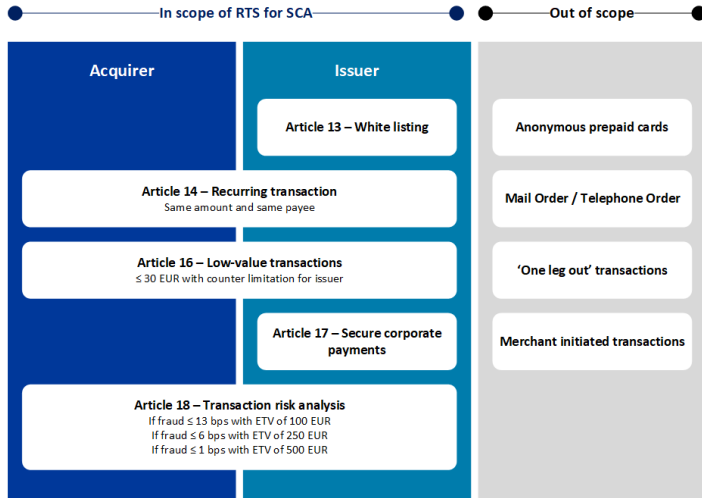 In scope of RTS for SCA
Out of scope
Acquirer
Issuer
Article 13 – White listing
Anonymous prepaid cards
Article 14 – Recurring transaction
Same amount and same payee
Mail Order / Telephone Order
Article 16 – Low-value transactions
≤ 30 EUR with counter limitation for issuer
‘One leg out’ transactions
Article 17 – Secure corporate
payments
Merchant initiated transactions
Article 18 – Transaction risk analysis
If fraud ≤ 13 bps with ETV of 100 EUR
If fraud ≤ 6 bps with ETV of 250 EUR
If fraud ≤ 1 bps with ETV of 500 EUR